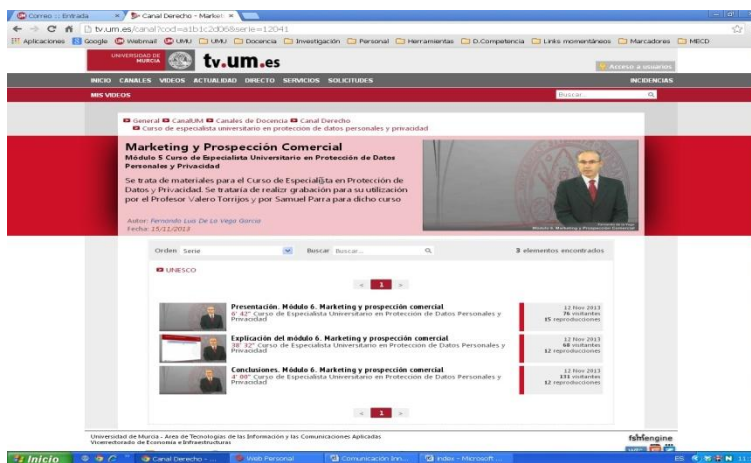 Correo :: Entrada
Canal Derecho - Market
tv.um.es/canal?cod=a1b1c2d06&serie=12041
Aplicaciones Google Webmail UMU UMU Docencia Investigación Personal Herramientas D.Competencia Links momentáneos Marcadores MECD
UNIVERSIDAD DE MURCIA
tv.um.es
Acceso a usuarios
INICIO CANALES VIDEOS ACTUALIDAD DIRECTO SERVICIOS SOLICITUDES INCIDENCIAS
MIS VIDEOS Buscar...
General CanalUM Canales de Docencia Canal Derecho
Curso de especialista universitario en protección de datos personales y privacidad
Marketing y Prospección Comercial
Módulo 5 Curso de Especialista Universitario en Protección de Datos
Personales y Privacidad
Se trata de materiales para el Curso de Especialista en Protección de
Datos y Privacidad. Se trataría de realizr grabación para su utilización
por el Profesor Valero Torrijos y por Samuel Parra para dicho curso
Autor: Fernando Luis De La Vega Garcia
Fecha: 15/11/2013
Orden Serie Buscar Buscar... 3 elementos encontrados
UNESCO
« 1 »
Presentación. Módulo 6. Marketing y prospección comercial
6' 42" Curso de Especialista Universitario en Protección de Datos Personales y
Privacidad
12 Nov 2013
76 visitantes
15 reproducciones
Explicación del módulo 6. Marketing y prospección comercial
38' 32" Curso de Especialista Universitario en Protección de Datos Personales y
Privacidad
12 Nov 2013
68 visitantes
12 reproducciones
Conclusiones. Módulo 6. Marketing y prospección comercial
4' 00" Curso de Especialista Universitario en Protección de Datos Personales y
Privacidad
12 Nov 2013
131 visitantes
12 reproducciones
« 1 »
Universidad de Murcia - Area de Tecnologías de las Información y las Comunicaciones Aplicadas
Vicerrectorado de Economía e Infraestructuras
fshfengine
Inicio Canal Derecho - ... Web Personal Comunicación Inn... index - Microsoft ... ES